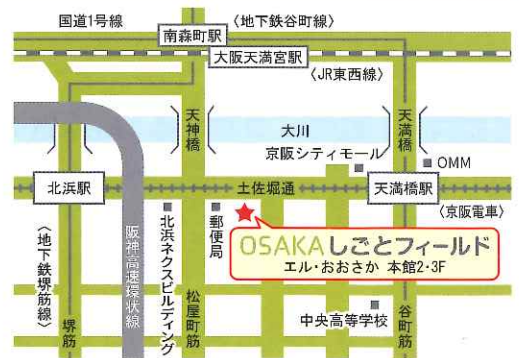 国道1号線
〈地下鉄谷町線〉
南森町駅
大阪天満宮駅
〈JR東西線〉
天神橋
大川
天満橋
京阪シティモール
OMM
北浜駅
土佐堀通
天満橋駅
〈京阪電車〉
〈地下鉄堺筋線〉
堺筋
阪神高速環状線
北浜ネクスビルディング
松屋町筋
郵便局
OSAKAしごとフィールド
エル・おおさか 本館2・3F
中央高等学校
谷町筋